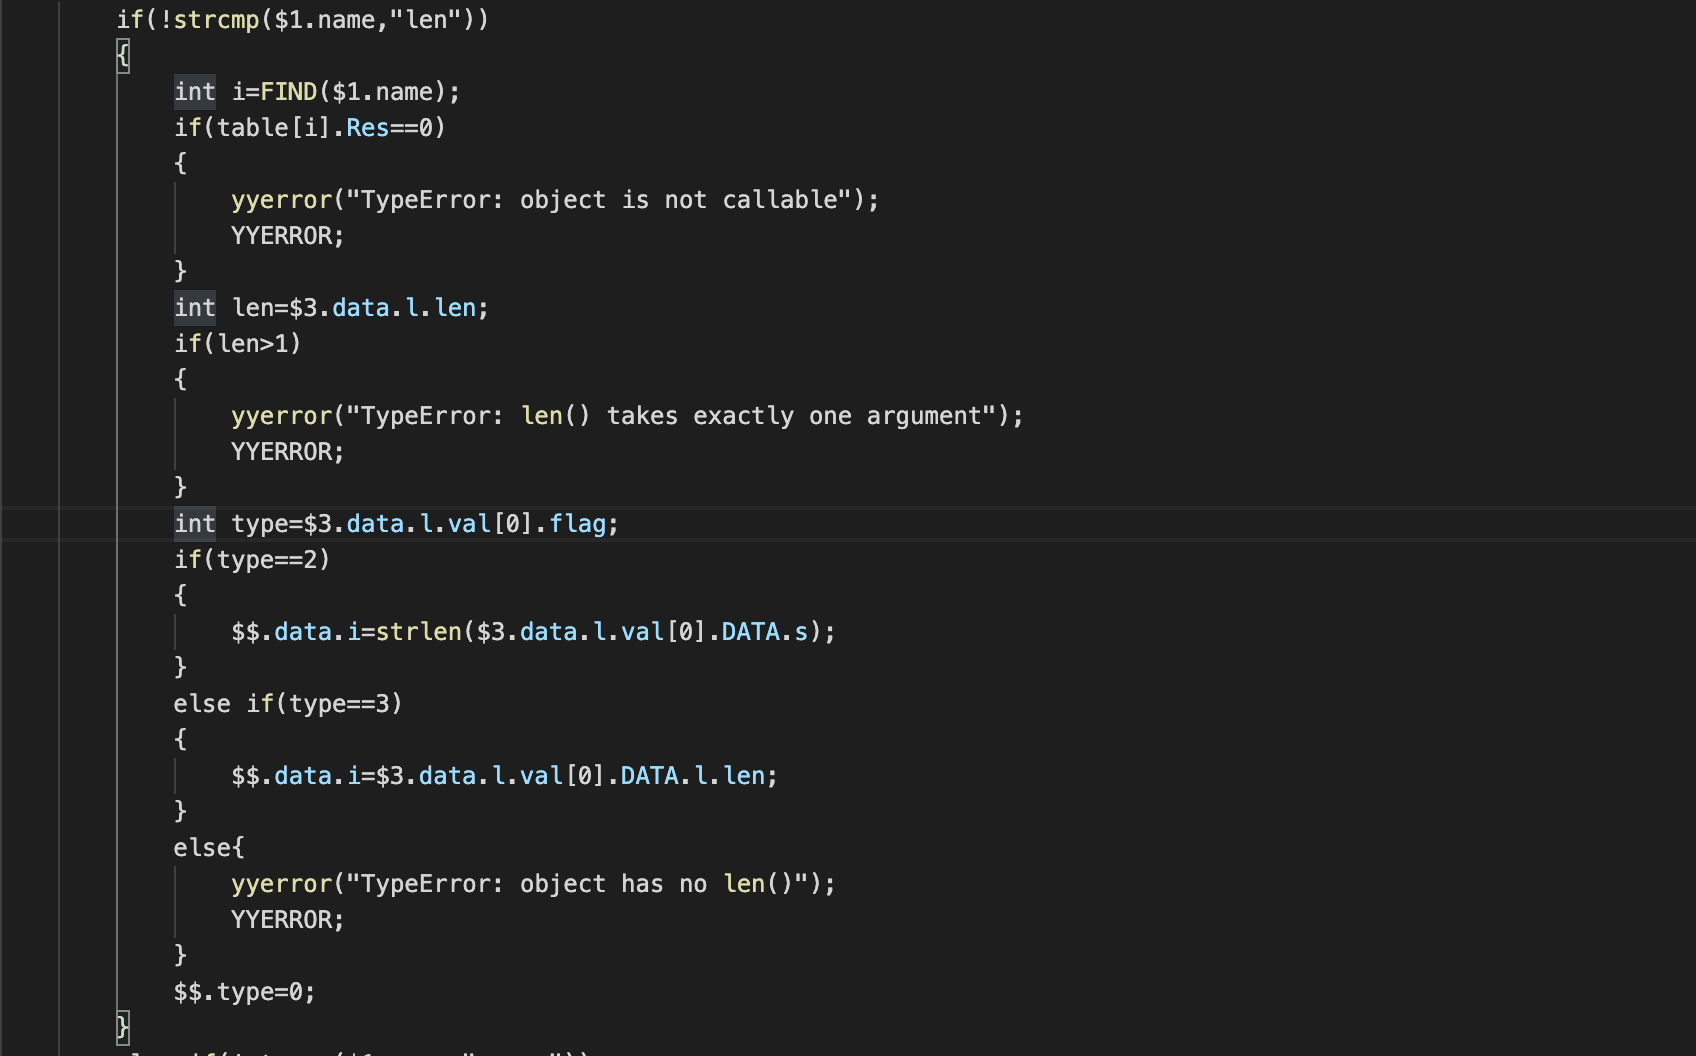 if(!strcmp($1.name,"len"))
{
int i=FIND($1.name);
if(table[i].Res==0)
{
yyerror("TypeError: object is not callable");
YYERROR;
}
int len=$3.data.l.len;
if(len>1)
{
yyerror("TypeError: len() takes exactly one argument");
YYERROR;
}
int type=$3.data.l.val[0].flag;
if(type==2)
{
$$.data.i=strlen($3.data.l.val[0].DATA.s);
}
else if(type==3)
{
$$.data.i=$3.data.l.val[0].DATA.l.len;
}
else{
yyerror("TypeError: object has no len()");
YYERROR;
}
$$.type=0;
}